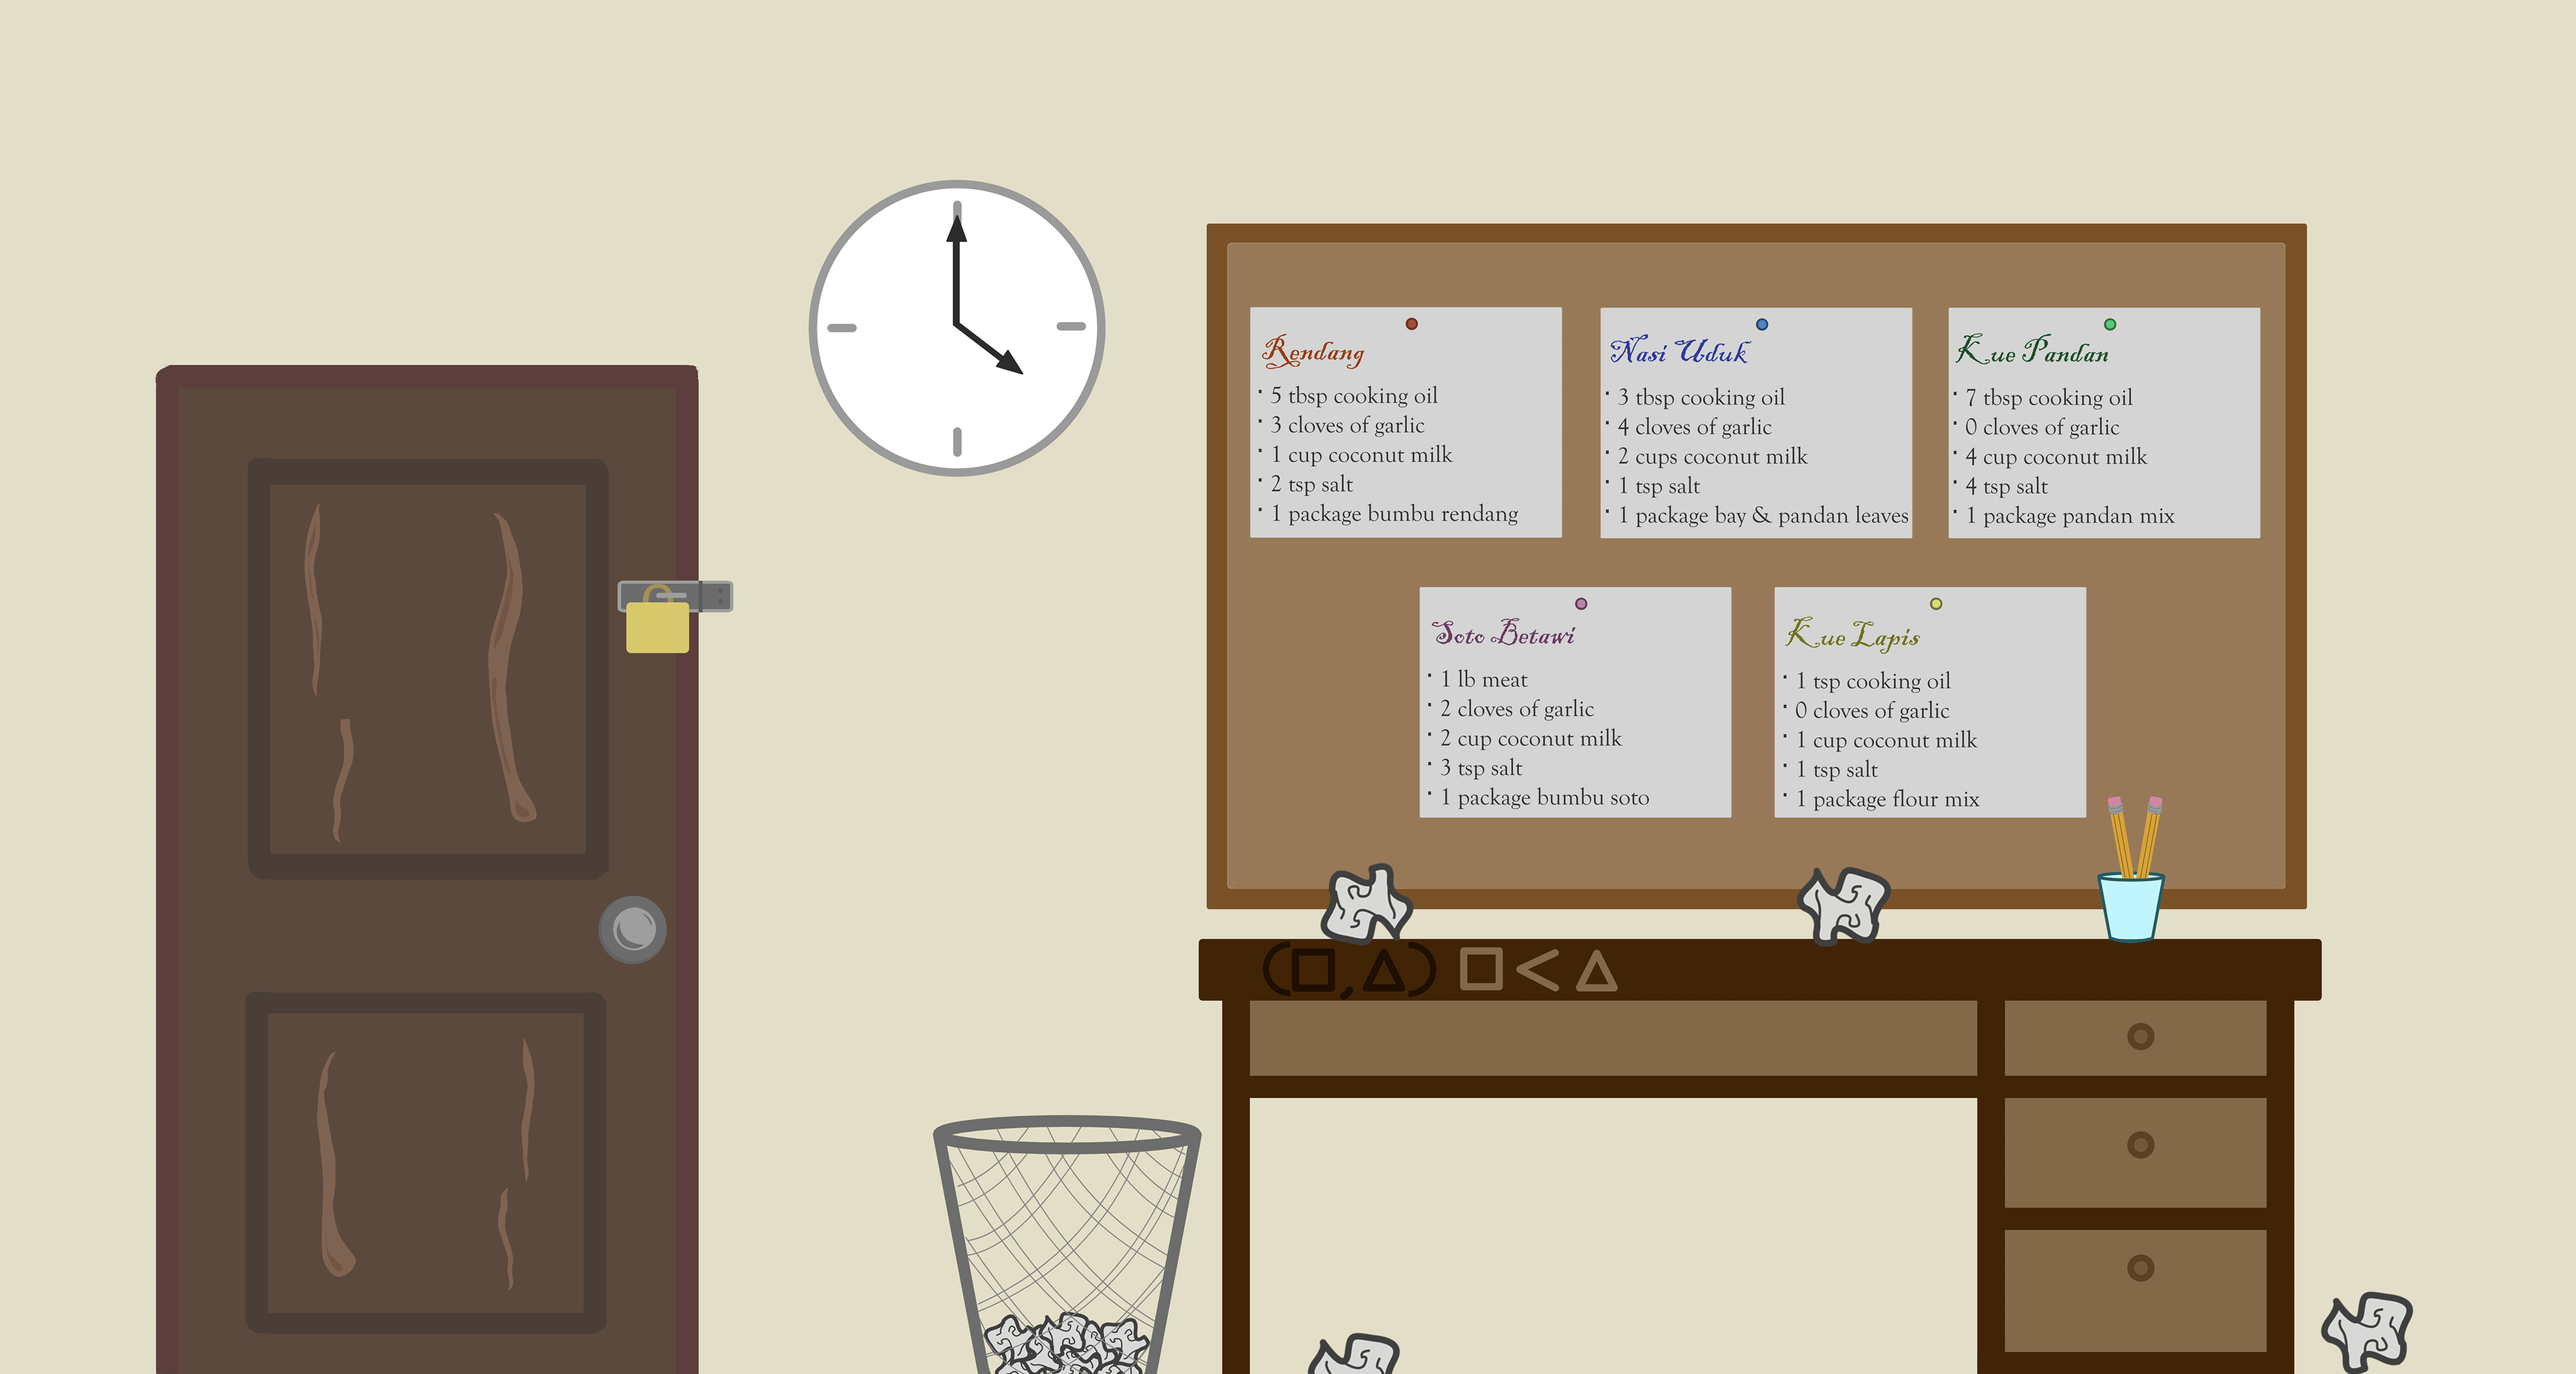 Rendang
· 5 tbsp cooking oil
· 3 cloves of garlic
· 1 cup coconut milk
· 2 tsp salt
· 1 package bumbu rendang
Nasi Uduk
· 3 tbsp cooking oil
· 4 cloves of garlic
· 2 cups coconut milk
· 1 tsp salt
· 1 package bay & pandan leaves
Kue Pandan
· 7 tbsp cooking oil
· 0 cloves of garlic
· 4 cup coconut milk
· 4 tsp salt
· 1 package pandan mix
Soto Betawi
· 1 lb meat
· 2 cloves of garlic
· 2 cup coconut milk
· 3 tsp salt
· 1 package bumbu soto
Kue Lapis
· 1 tsp cooking oil
· 0 cloves of garlic
· 1 cup coconut milk
· 1 tsp salt
· 1 package flour mix
(□, △) □ < △